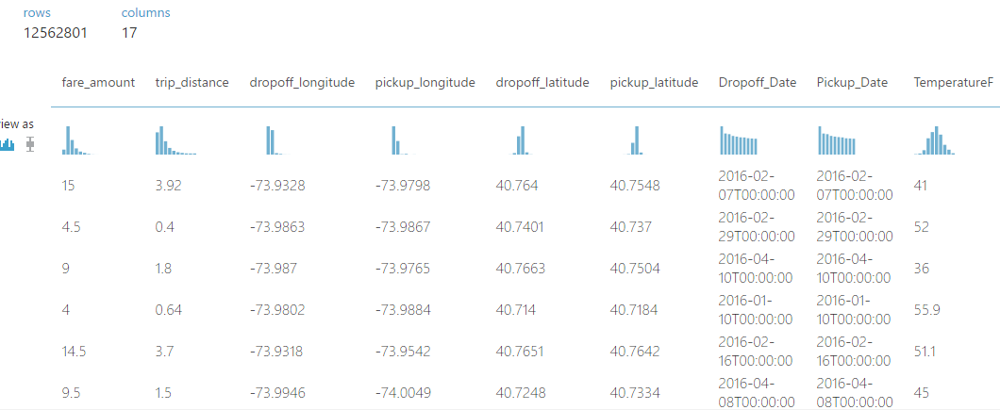 rows columns
12562801 17
fare_amount trip_distance dropoff_longitude pickup_longitude dropoff_latitude pickup_latitude Dropoff_Date Pickup_Date TemperatureF
view as
15 3.92 -73.9328 -73.9798 40.764 40.7548 2016-02-07T00:00:00 2016-02-07T00:00:00 41
4.5 0.4 -73.9863 -73.9867 40.7401 40.737 2016-02-29T00:00:00 2016-02-29T00:00:00 52
9 1.8 -73.987 -73.9765 40.7663 40.7504 2016-04-10T00:00:00 2016-04-10T00:00:00 36
4 0.64 -73.9802 -73.9884 40.714 40.7184 2016-01-10T00:00:00 2016-01-10T00:00:00 55.9
14.5 3.7 -73.9318 -73.9542 40.7651 40.7642 2016-02-16T00:00:00 2016-02-16T00:00:00 51.1
9.5 1.5 -73.9946 -74.0049 40.7248 40.7334 2016-04-08T00:00:00 2016-04-08T00:00:00 45